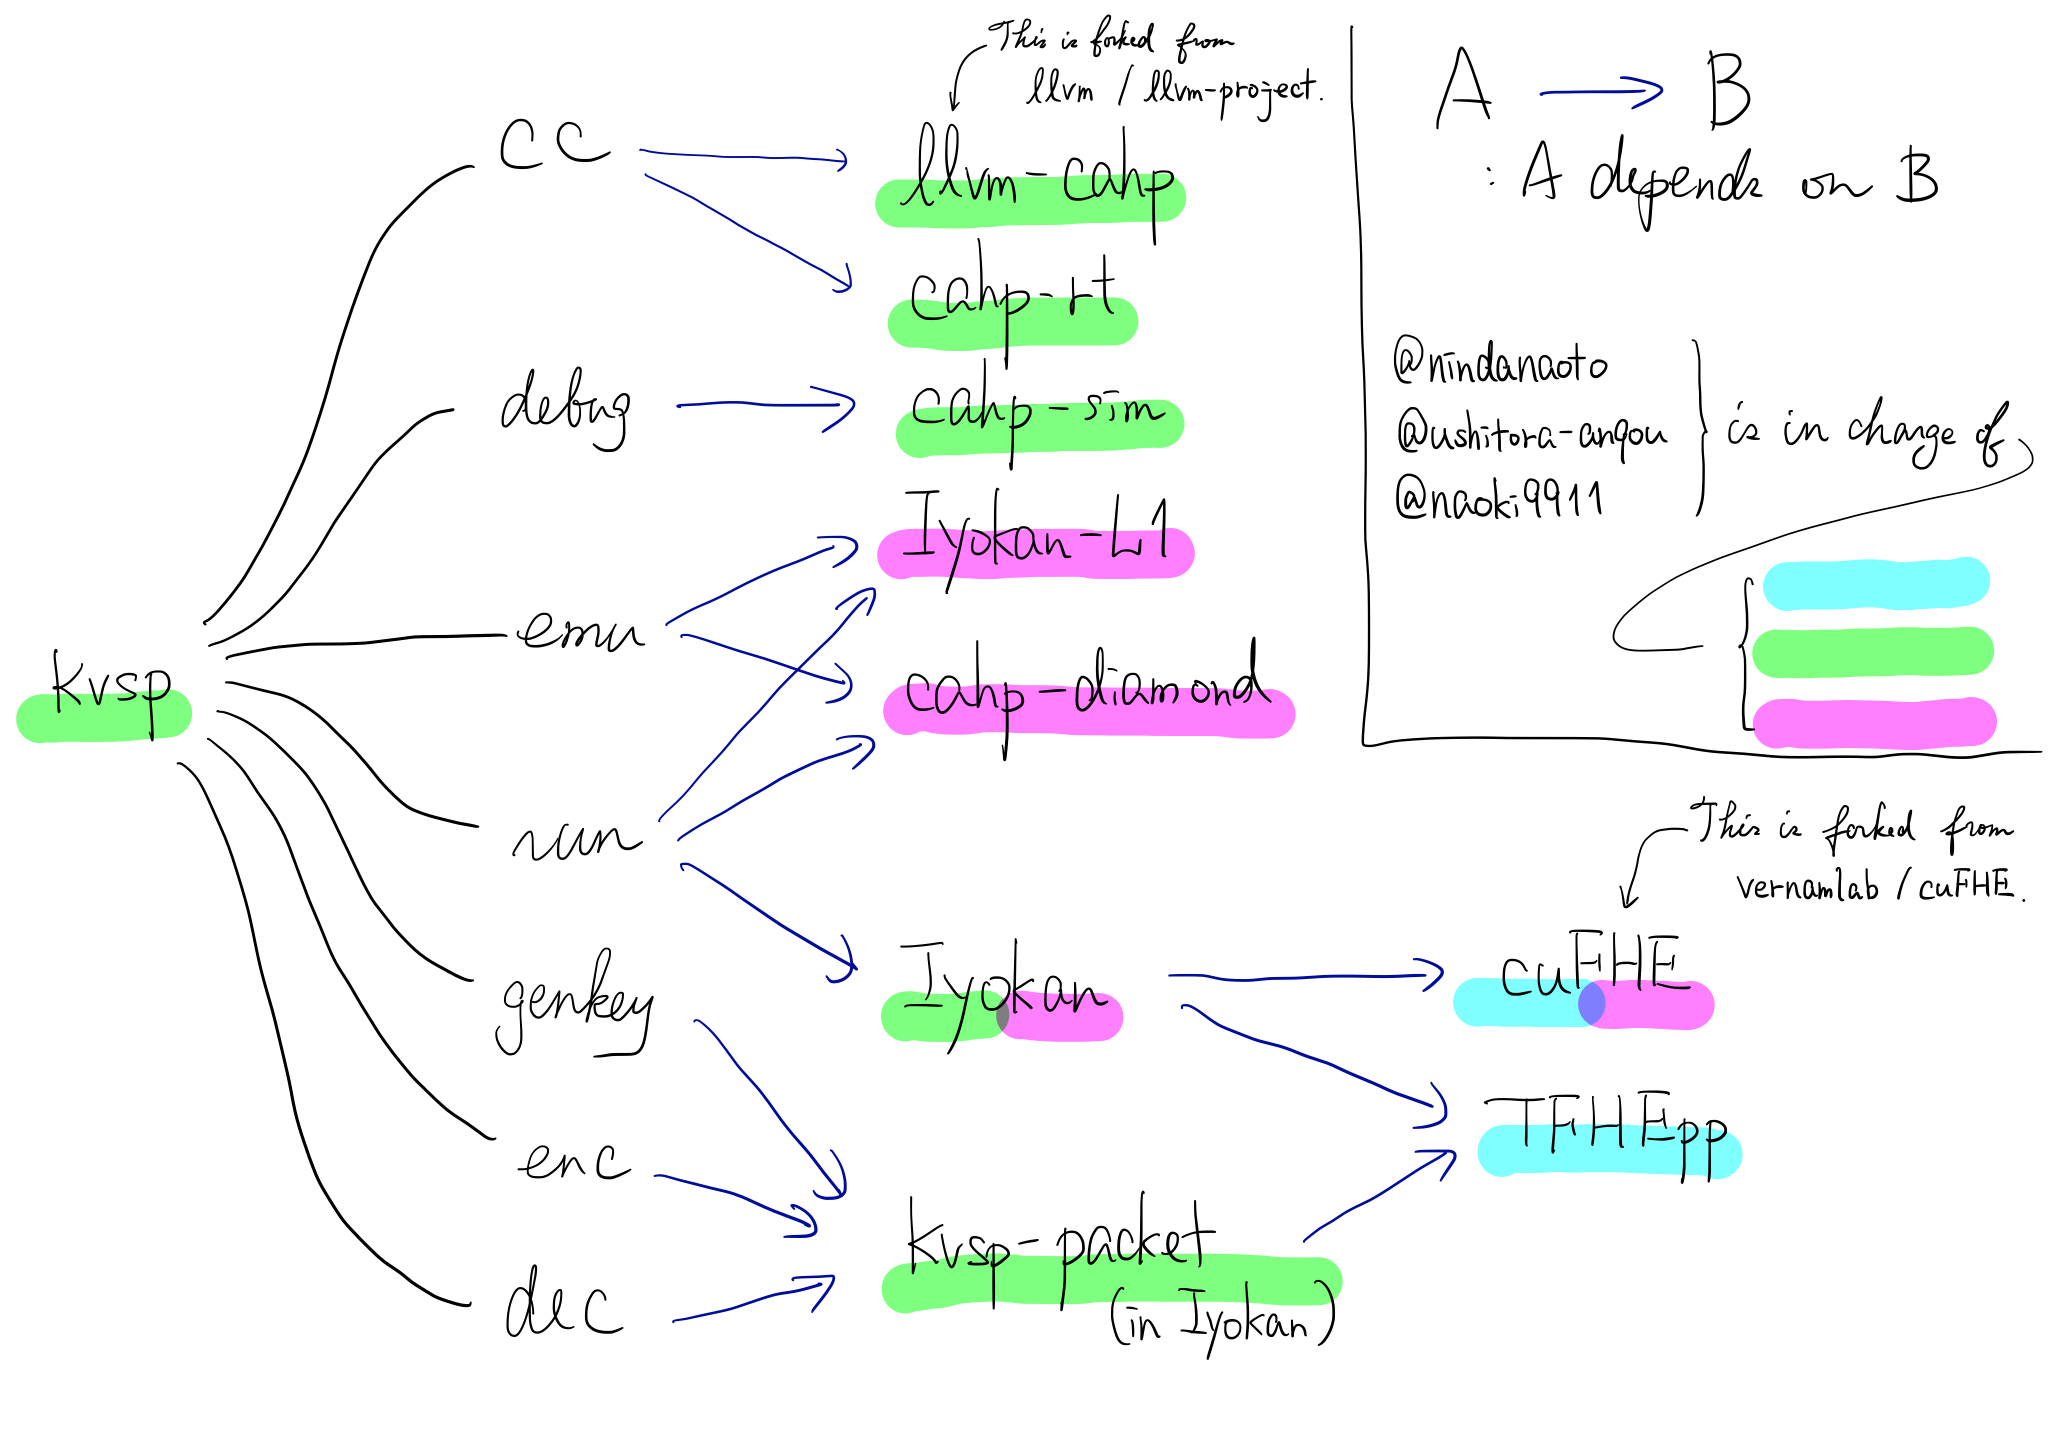 This is forked from
llvm / llvm-project.
A → B
: A depends on B
cc
llvm-cahp
cahp-rt
debug
cahp-sim
@nindanaoto
@ushitora-anqou
@naoki9911
is in charge of
emu
Iyokan-L1
kvsp
cahp-diamond
run
This is forked from
vernamlab / cuFHE.
genkey
Iyokan
cuFHE
TFHEpp
enc
kvsp-packet
(in Iyokan)
dec